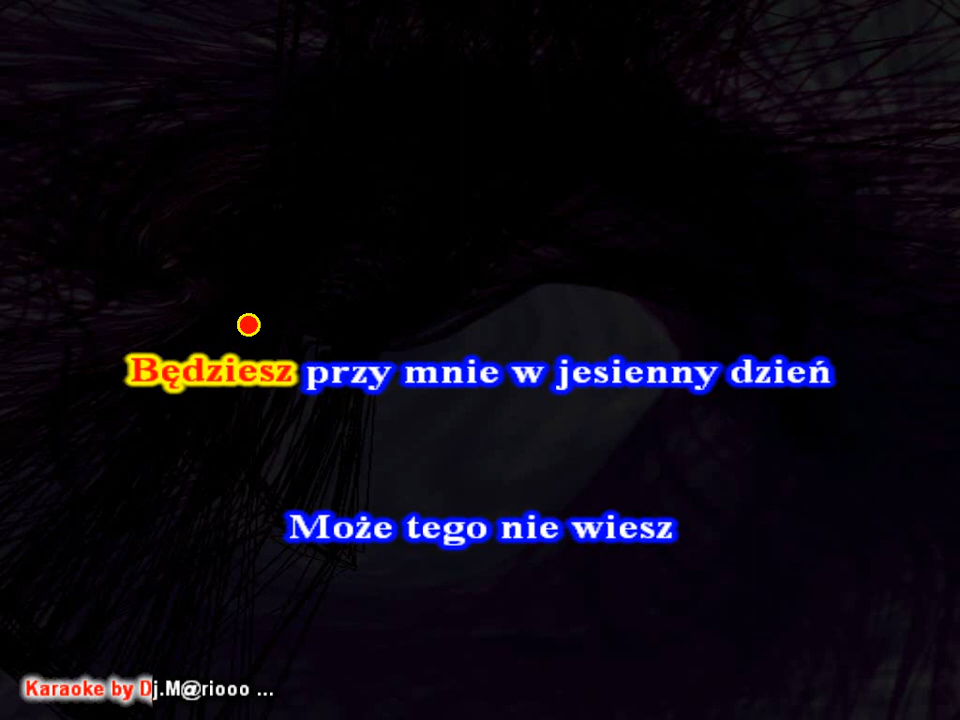 Będziesz przy mnie w jesienny dzień
Może tego nie wiesz
Karaoke by Dj.M@riooo ...